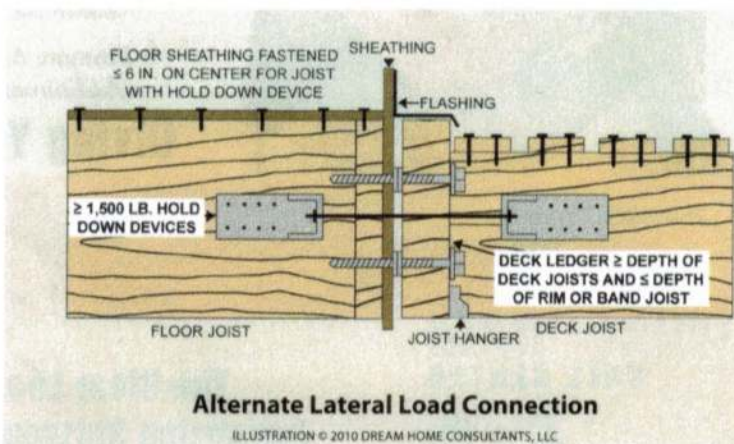 FLOOR SHEATHING FASTENED
≤ 6 IN. ON CENTER FOR JOIST
WITH HOLD DOWN DEVICE
SHEATHING
FLASHING
≥ 1,500 LB. HOLD
DOWN DEVICES
DECK LEDGER ≥ DEPTH OF
DECK JOISTS AND ≤ DEPTH
OF RIM OR BAND JOIST
FLOOR JOIST
JOIST HANGER
DECK JOIST
Alternate Lateral Load Connection
ILLUSTRATION © 2010 DREAM HOME CONSULTANTS, LLC